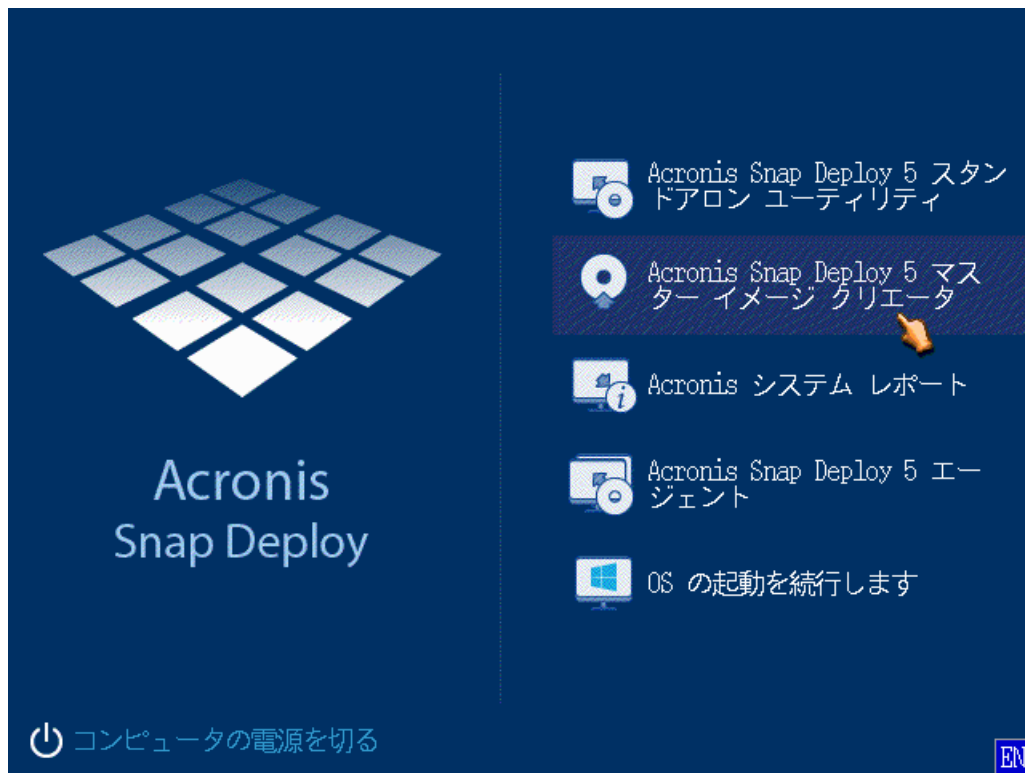 Acronis Snap Deploy 5 スタン
ドアロン ユーティリティ
Acronis Snap Deploy 5 マス
ター イメージ クリエータ
Acronis システム レポート
Acronis Snap Deploy 5 エー
ジェント
OS の起動を続行します
Acronis
Snap Deploy
コンピュータの電源を切る
EN